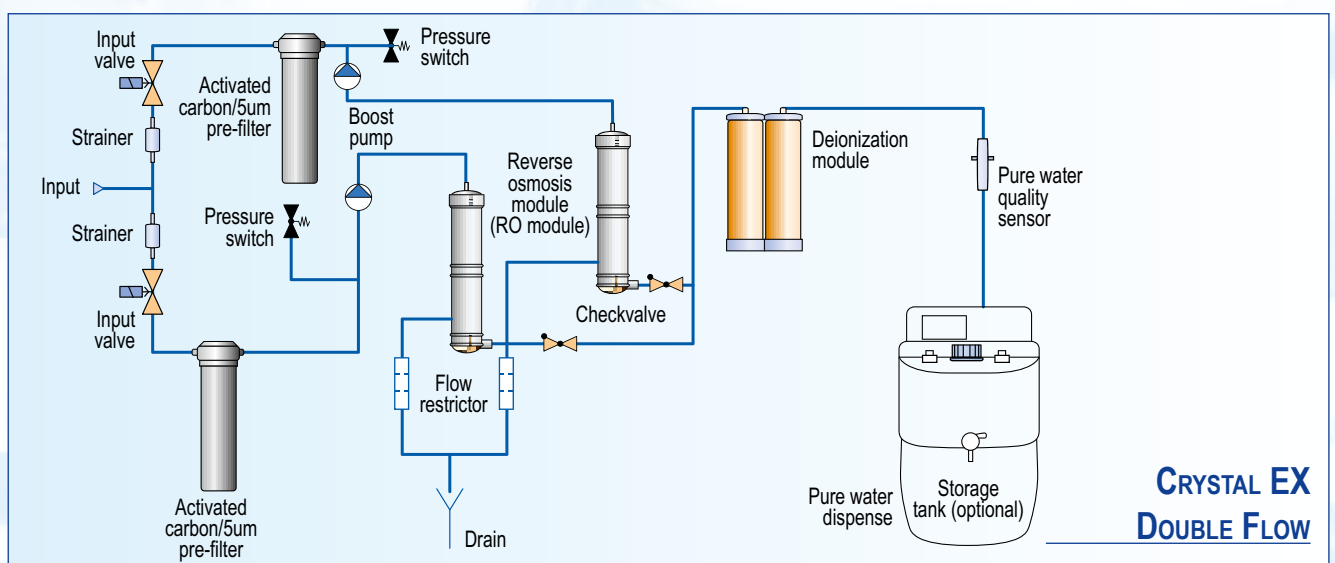 Input
valve
Pressure
switch
Activated
carbon/5um
pre-filter
Boost
pump
Strainer
Input
Strainer
Input
valve
Pressure
switch
Reverse
osmosis
module
(RO module)
Deionization
module
Pure water
quality
sensor
Checkvalve
Flow
restrictor
Activated
carbon/5um
pre-filter
Drain
Pure water
dispense
Storage
tank (optional)
CRYSTAL EX
DOUBLE FLOW